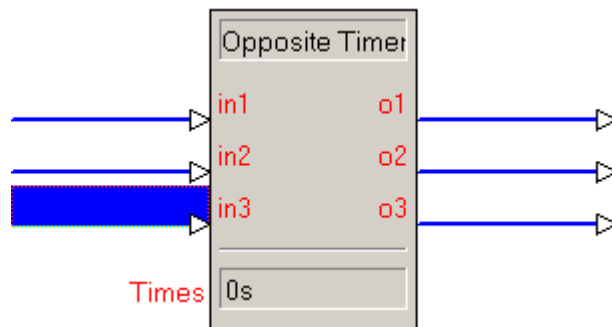 Opposite Timer
in1 o1
in2 o2
in3 o3
Times 0s